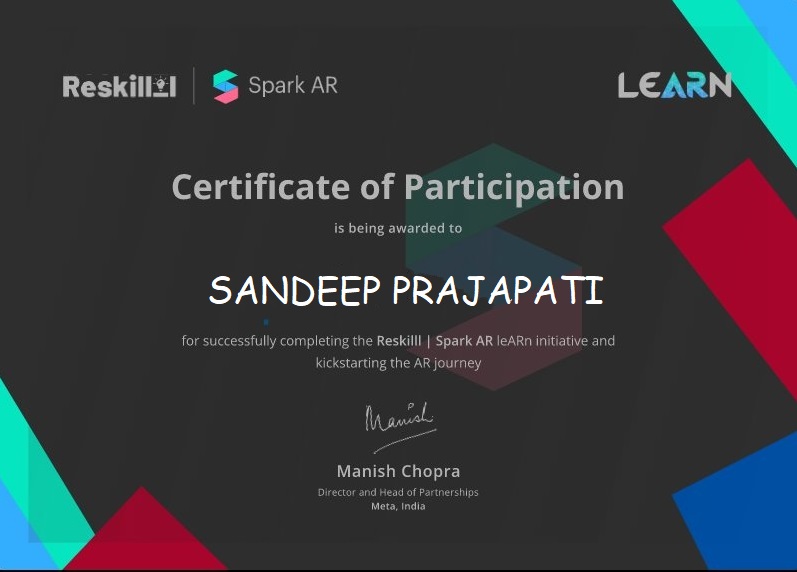 Reskilll | Spark AR
LEARN
Certificate of Participation
is being awarded to
SANDEEP PRAJAPATI
for successfully completing the Reskilll | Spark AR leARn initiative and
kickstarting the AR journey
Manish
Manish Chopra
Director and Head of Partnerships
Meta, India